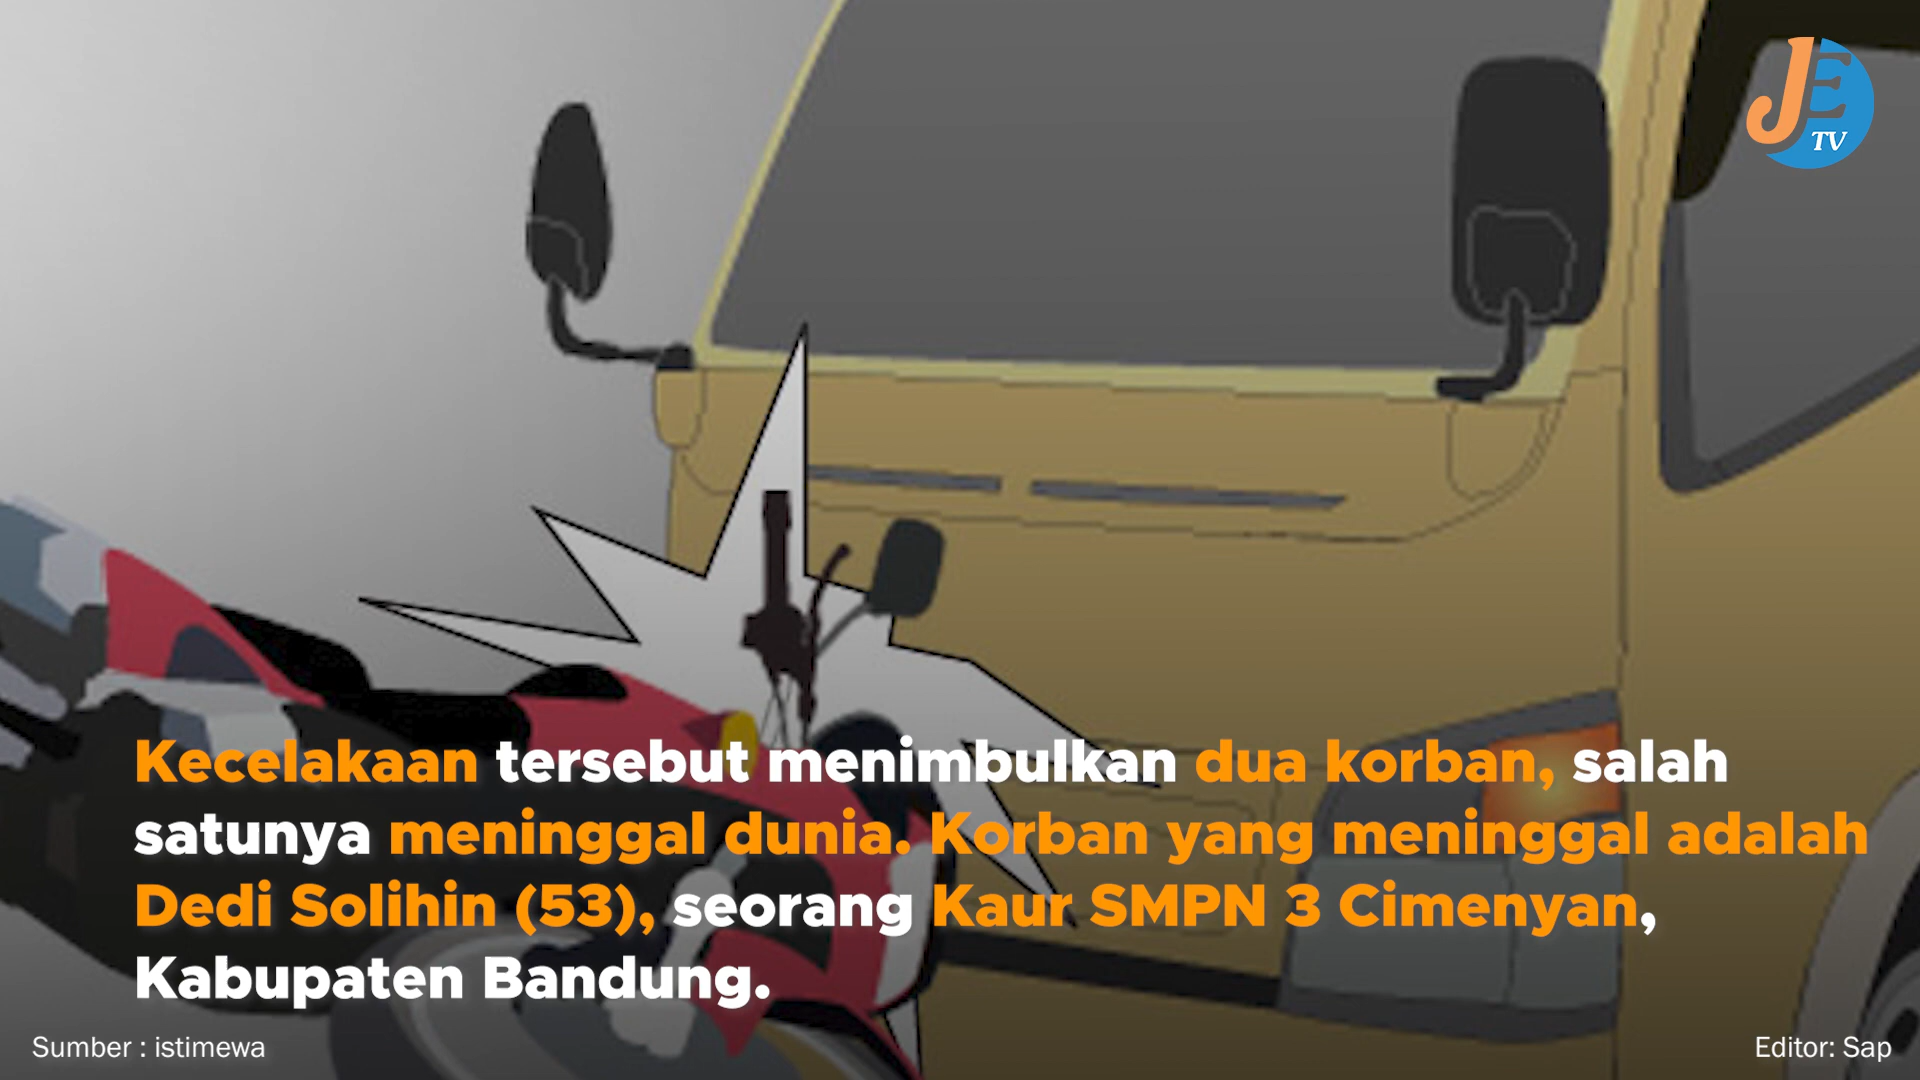 JE
TV
Kecelakaan tersebut menimbulkan dua korban, salah
satunya meninggal dunia. Korban yang meninggal adalah
Dedi Solihin (53), seorang Kaur SMPN 3 Cimenyan,
Kabupaten Bandung.
Sumber : istimewa
Editor: Sap